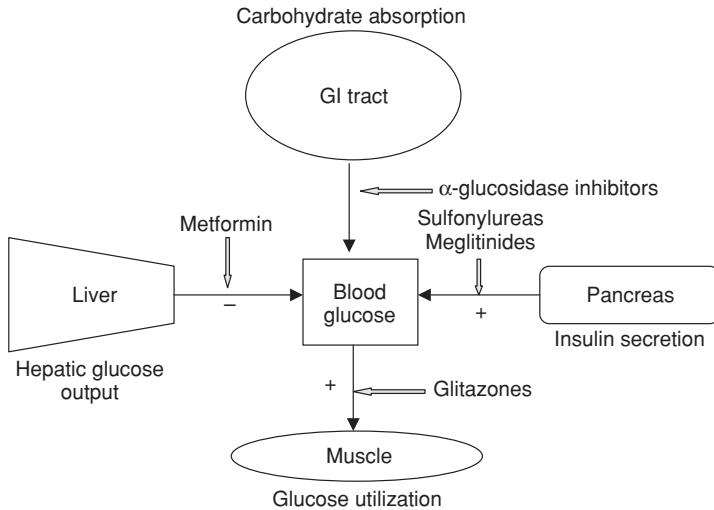 Carbohydrate absorption
GI tract
α-glucosidase inhibitors
Metformin
Sulfonylureas
Meglitinides
Liver
−
Blood
glucose
+
Pancreas
Hepatic glucose
output
Insulin secretion
+
Glitazones
Muscle
Glucose utilization